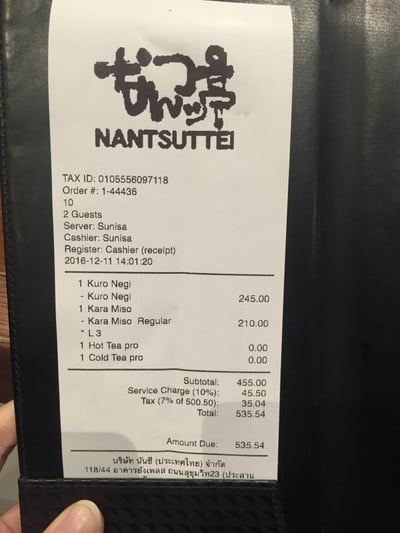 なんつッ亭
NANTSUTTEI
TAX ID: 0105556097118
Order #: 1-44436
10
2 Guests
Server: Sunisa
Cashier: Sunisa
Register: Cashier (receipt)
2016-12-11 14:01:20
1 Kuro Negi
- Kuro Negi 245.00
1 Kara Miso
- Kara Miso Regular 210.00
* L 3
1 Hot Tea pro 0.00
1 Cold Tea pro 0.00
Subtotal: 455.00
Service Charge (10%): 45.50
Tax (7% of 500.50): 35.04
Total: 535.54
Amount Due: 535.54
บริษัท นันซี (ประเทศไทย) จำกัด
118/44 อาคารยังเพลส ถนนสุขุมวิท23 (ประสาน